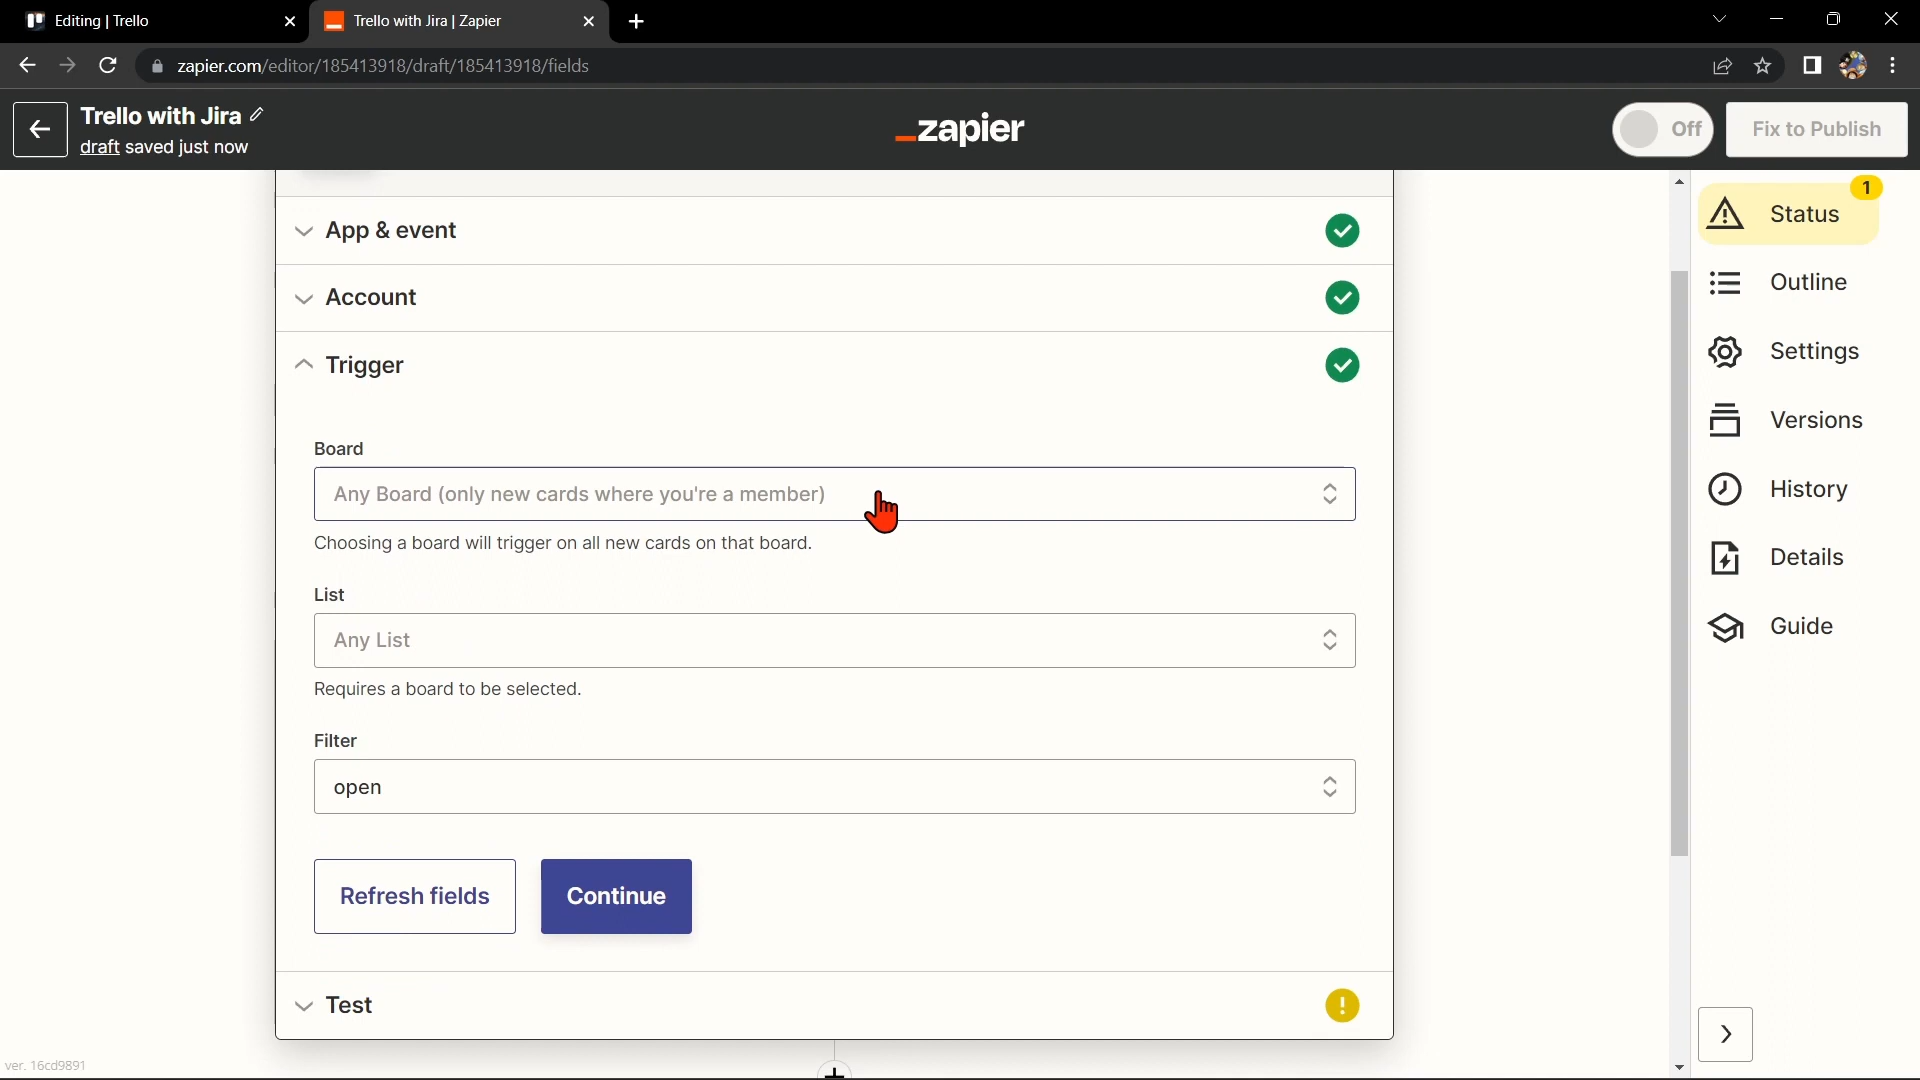 Editing | Trello
Trello with Jira | Zapier
zapier.com/editor/185413918/draft/185413918/fields
Trello with Jira
draft saved just now
_zapier
Off
Fix to Publish
App & event
Account
Trigger
Board
Any Board (only new cards where you're a member)
Choosing a board will trigger on all new cards on that board.
List
Any List
Requires a board to be selected.
Filter
open
Refresh fields
Continue
Test
1
Status
Outline
Settings
Versions
History
Details
Guide
ver. 16cd9891